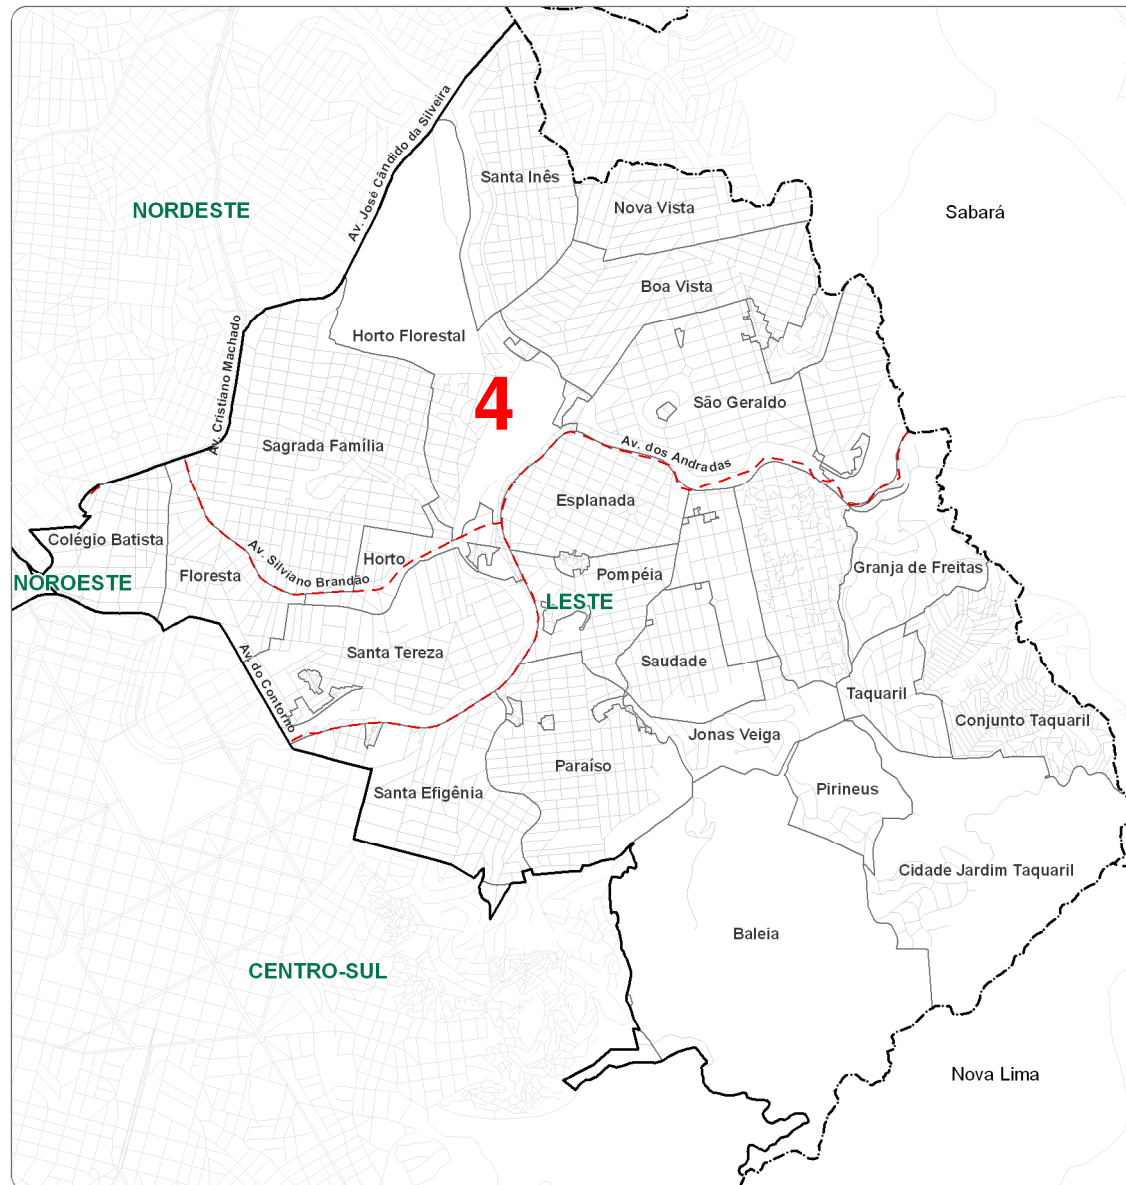 Av. José Cândido da Silveira
Santa Inês
NORDESTE
Nova Vista
Sabará
Boa Vista
Horto Florestal
Av. Cristiano Machado
4
São Geraldo
Sagrada Família
Av. dos Andradas
Esplanada
Colégio Batista
Av. Silviano Brandão
Horto
Granja de Freitas
Floresta
Pompéia
NOROESTE
LESTE
Santa Tereza
Saudade
Av. do Contorno
Taquaril
Conjunto Taquaril
Jonas Veiga
Paraíso
Pirineus
Santa Efigênia
Cidade Jardim Taquaril
Baleia
CENTRO-SUL
Nova Lima